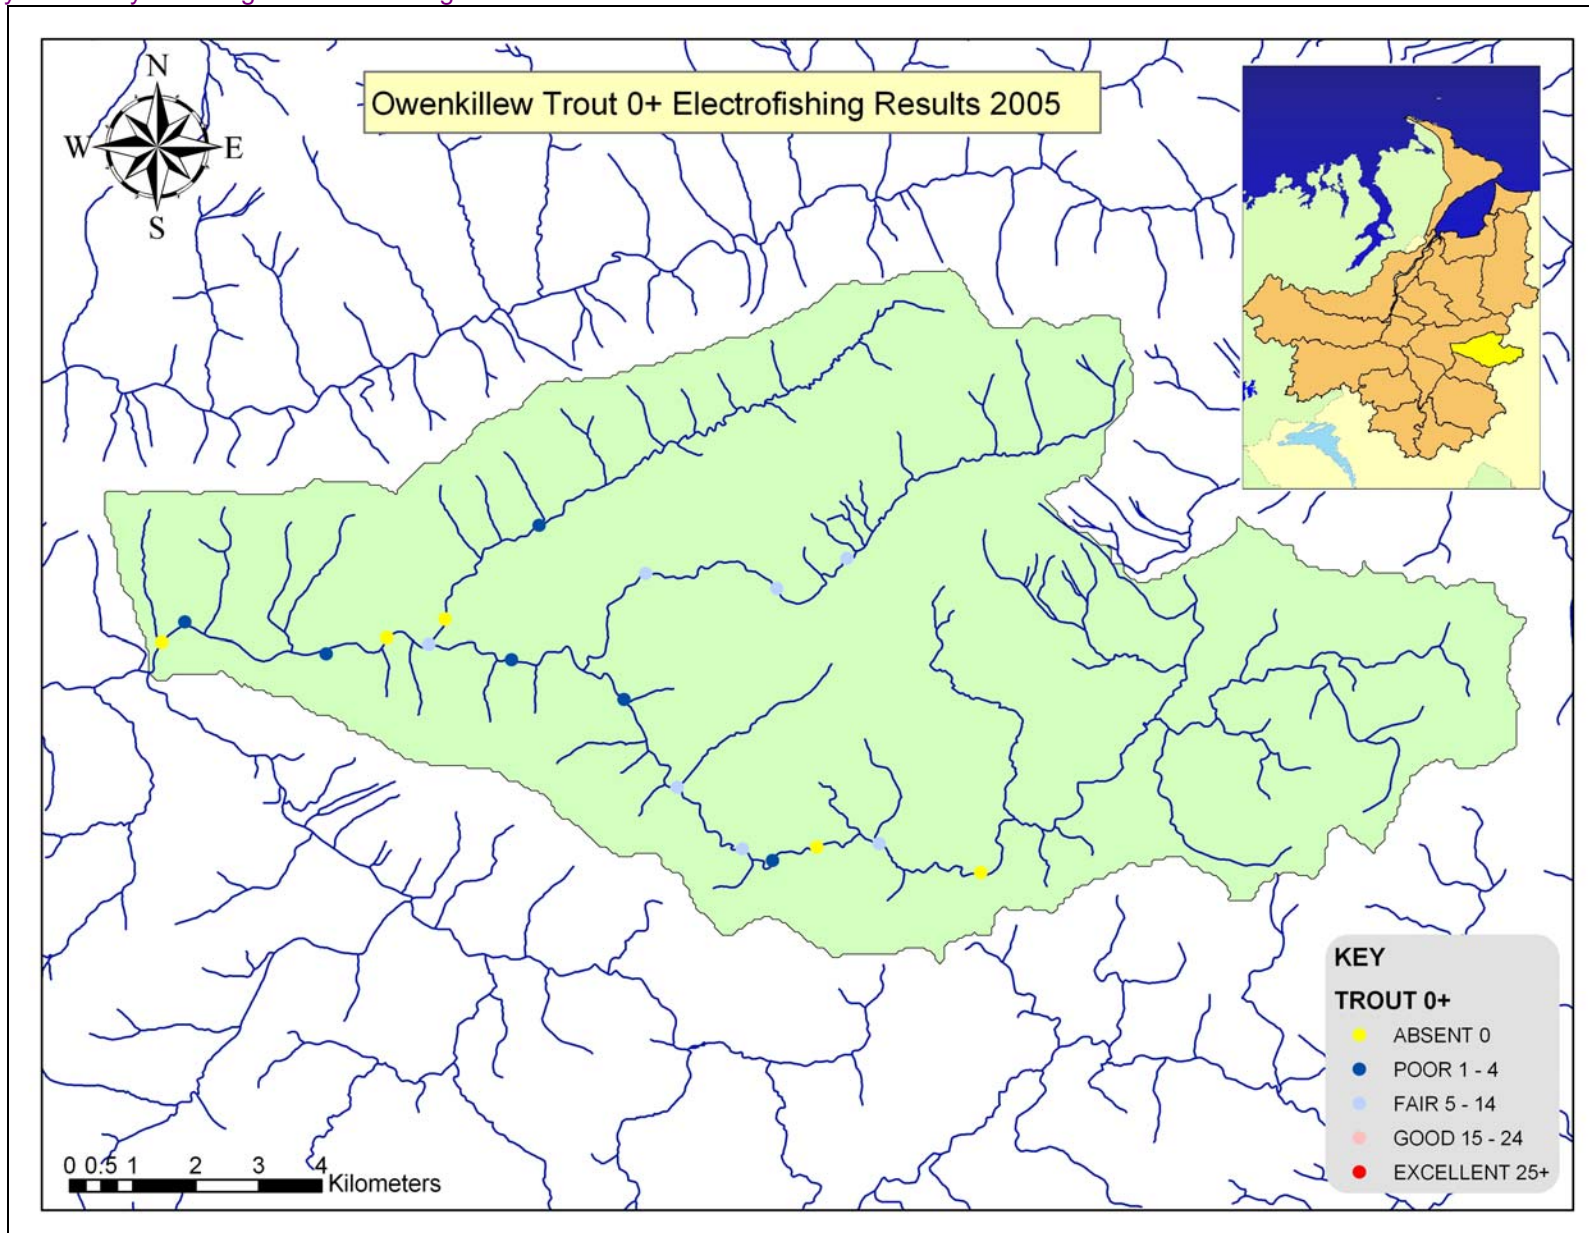 Owenkillew Trout 0+ Electrofishing Results 2005
N
W E
S
KEY
TROUT 0+
ABSENT 0
POOR 1 - 4
FAIR 5 - 14
GOOD 15 - 24
EXCELLENT 25+
0 0.5 1 2 3 4
Kilometers